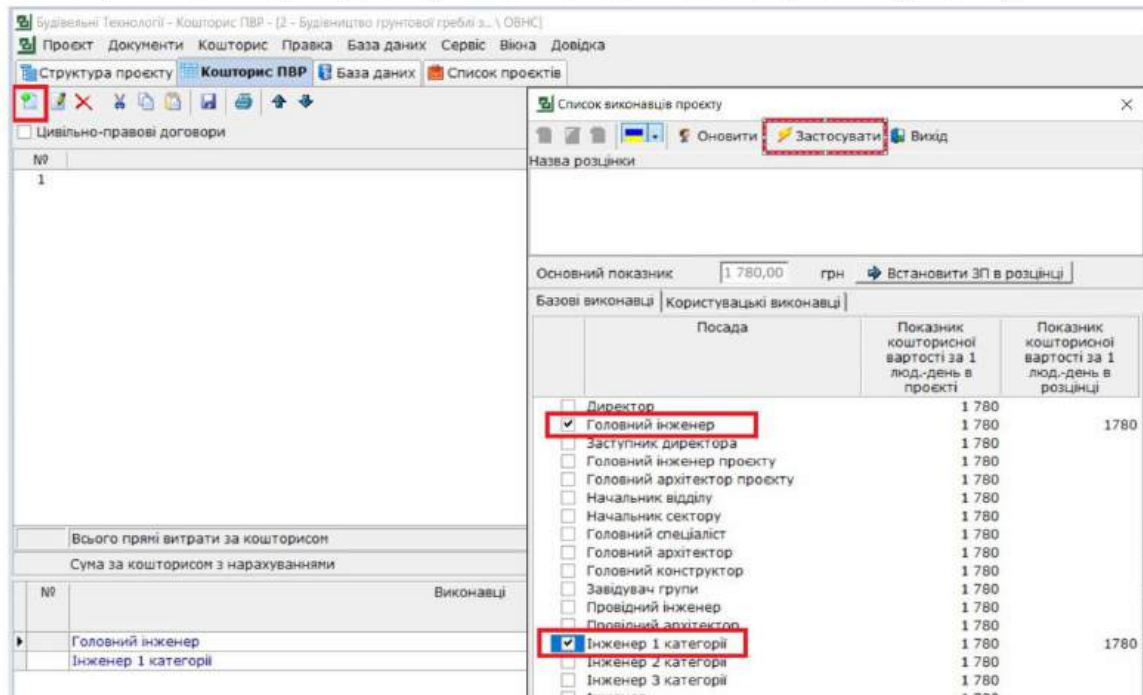 Будівельні Технології - Кошторис ПВР - [2 - Будівництво грунтової греблі з... \ ОВНС]
Проєкт Документи Кошторис Правка База даних Сервіс Вікна Довідка
Структура проєкту Кошторис ПВР База даних Список проєктів
Цивільно-правові договори
№
1
Всього прямі витрати за кошторисом
Сума за кошторисом з нарахуваннями
№ Виконавці
Головний інженер
Інженер 1 категорії
Список виконавців проєкту
Оновити Застосувати Вихід
Назва розцінки
Основний показник 1 780,00 грн Встановити ЗП в розцінці
Базові виконавці Користувацькі виконавці
Посада Показник кошторисної вартості за 1 люд.-день в проєкті Показник кошторисної вартості за 1 люд.-день в розцінці
Директор 1 780
Головний інженер 1 780 1780
Заступник директора 1 780
Головний інженер проєкту 1 780
Головний архітектор проєкту 1 780
Начальник відділу 1 780
Начальник сектору 1 780
Головний спеціаліст 1 780
Головний архітектор 1 780
Головний конструктор 1 780
Завідувач групи 1 780
Провідний інженер 1 780
Провідний архітектор 1 780
Інженер 1 категорії 1 780 1780
Інженер 2 категорії 1 780
Інженер 3 категорії 1 780